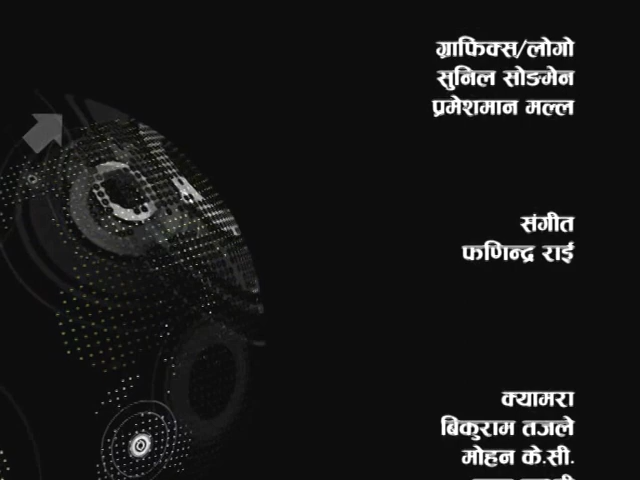 ग्राफिक्स/लोगो
सुनिल सोङमेन
प्रमेशमान मल्ल
संगीत
फणिन्द्र राई
क्यामरा
बिकुराम तजले
मोहन के.सी.